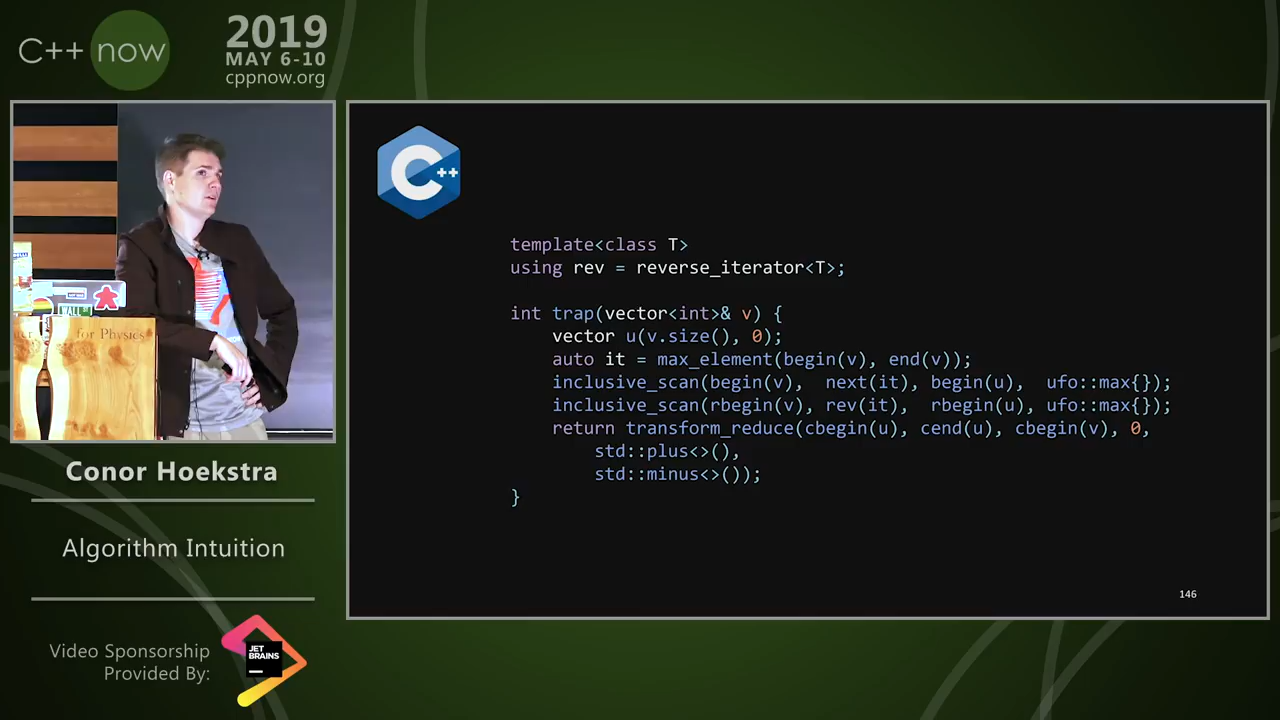 C++ now
2019
MAY 6-10
cppnow.org
for Physics
Conor Hoekstra
Algorithm Intuition
Video Sponsorship
Provided By:
JET
BRAINS
C++
template<class T>
using rev = reverse_iterator<T>;
int trap(vector<int>& v) {
    vector u(v.size(), 0);
    auto it = max_element(begin(v), end(v));
    inclusive_scan(begin(v),  next(it), begin(u),  ufo::max{});
    inclusive_scan(rbegin(v), rev(it),  rbegin(u), ufo::max{});
    return transform_reduce(cbegin(u), cend(u), cbegin(v), 0,
        std::plus<>(),
        std::minus<>());
}
146